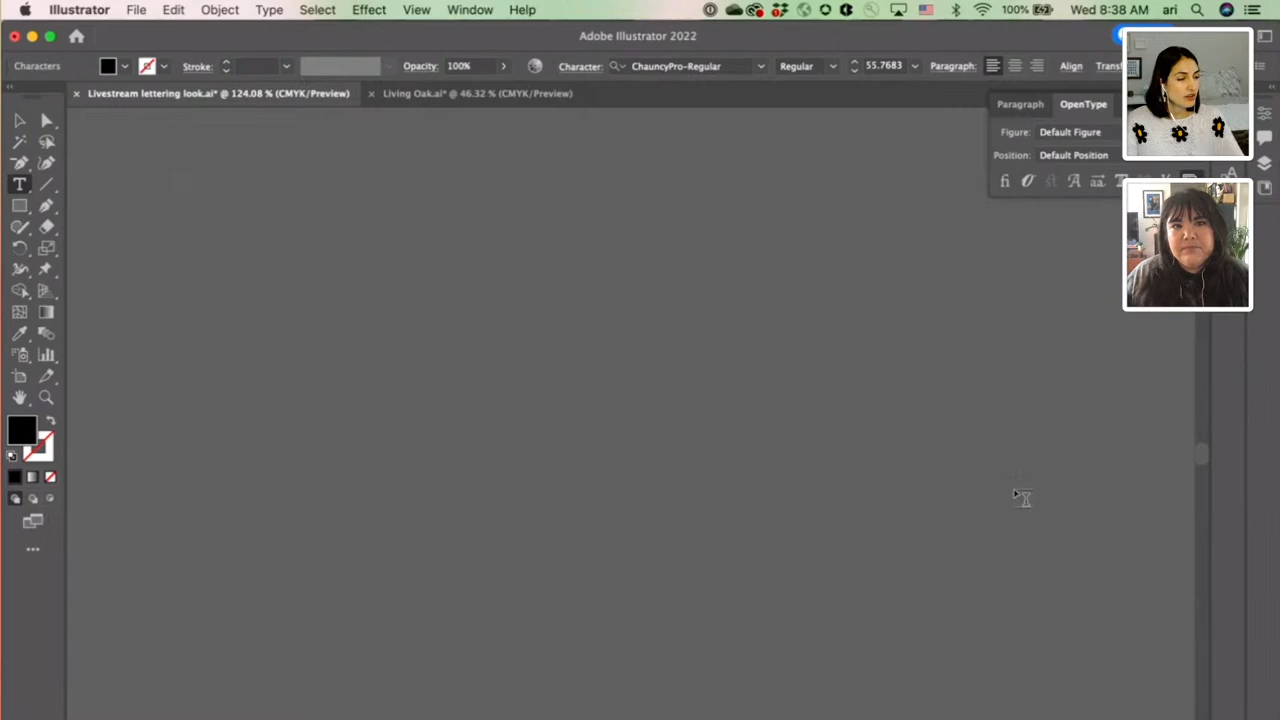 Illustrator File Edit Object Type Select Effect View Window Help 100% Wed 8:38 AM ari
Adobe Illustrator 2022
Characters Stroke: Opacity: 100% Character: ChauncyPro-Regular Regular 55.7683 Paragraph: Align Transf
Livestream lettering look.ai* @ 124.08 % (CMYK/Preview) Living Oak.ai* @ 46.32 % (CMYK/Preview)
Paragraph OpenType
Figure: Default Figure
Position: Default Position